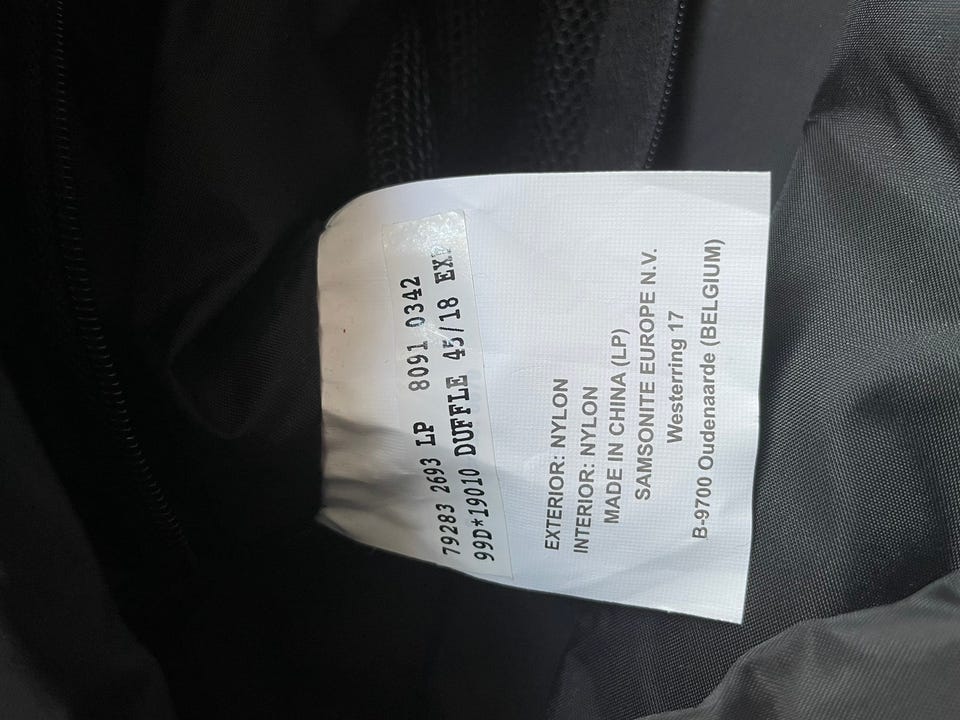 79283 2693 LP 8091 0342
99D*19010 DUFFLE 45/18 EXP
EXTERIOR: NYLON
INTERIOR: NYLON
MADE IN CHINA (LP)
SAMSONITE EUROPE N.V.
Westerring 17
B-9700 Oudenaarde (BELGIUM)